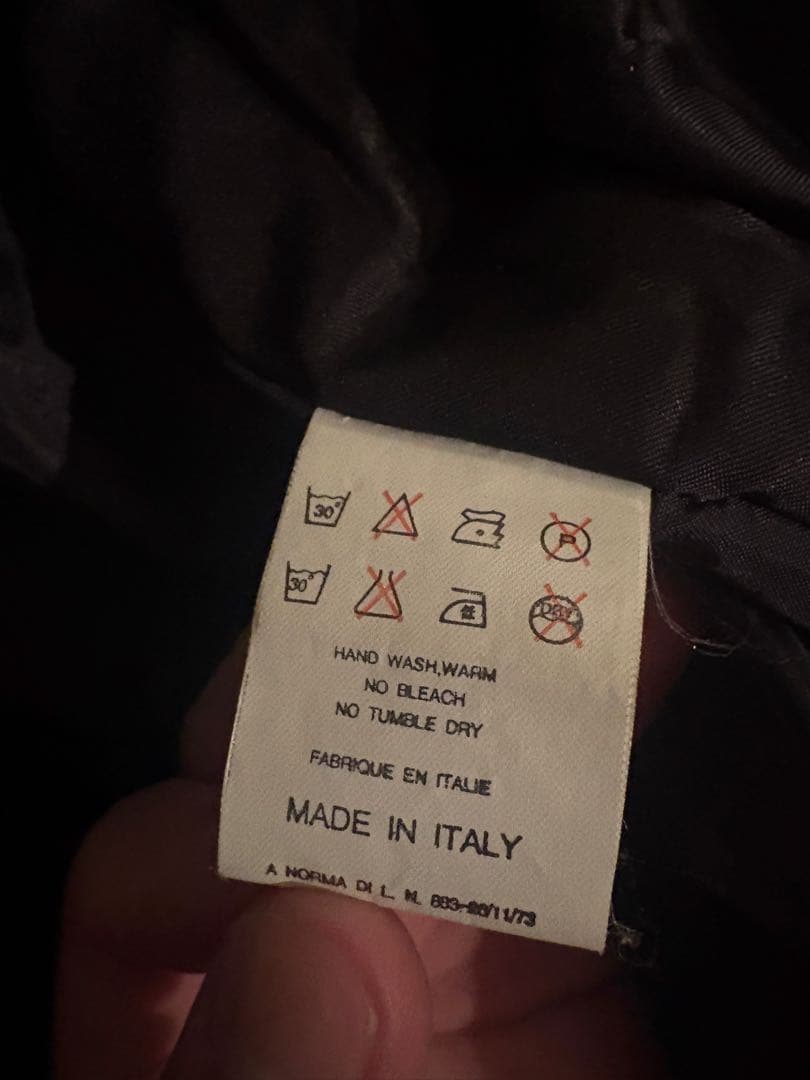 30° P
30° DRY
HAND WASH,WARM
NO BLEACH
NO TUMBLE DRY
FABRIQUE EN ITALIE
MADE IN ITALY
A NORMA DI L. N. 883-26/11/73